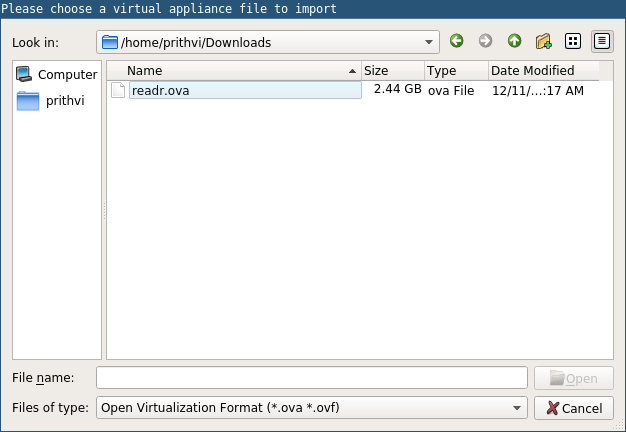 Please choose a virtual appliance file to import
Look in: /home/prithvi/Downloads
Computer
prithvi
Name Size Type Date Modified
readr.ova 2.44 GB ova File 12/11/...:17 AM
File name: Open
Files of type: Open Virtualization Format (*.ova *.ovf) Cancel